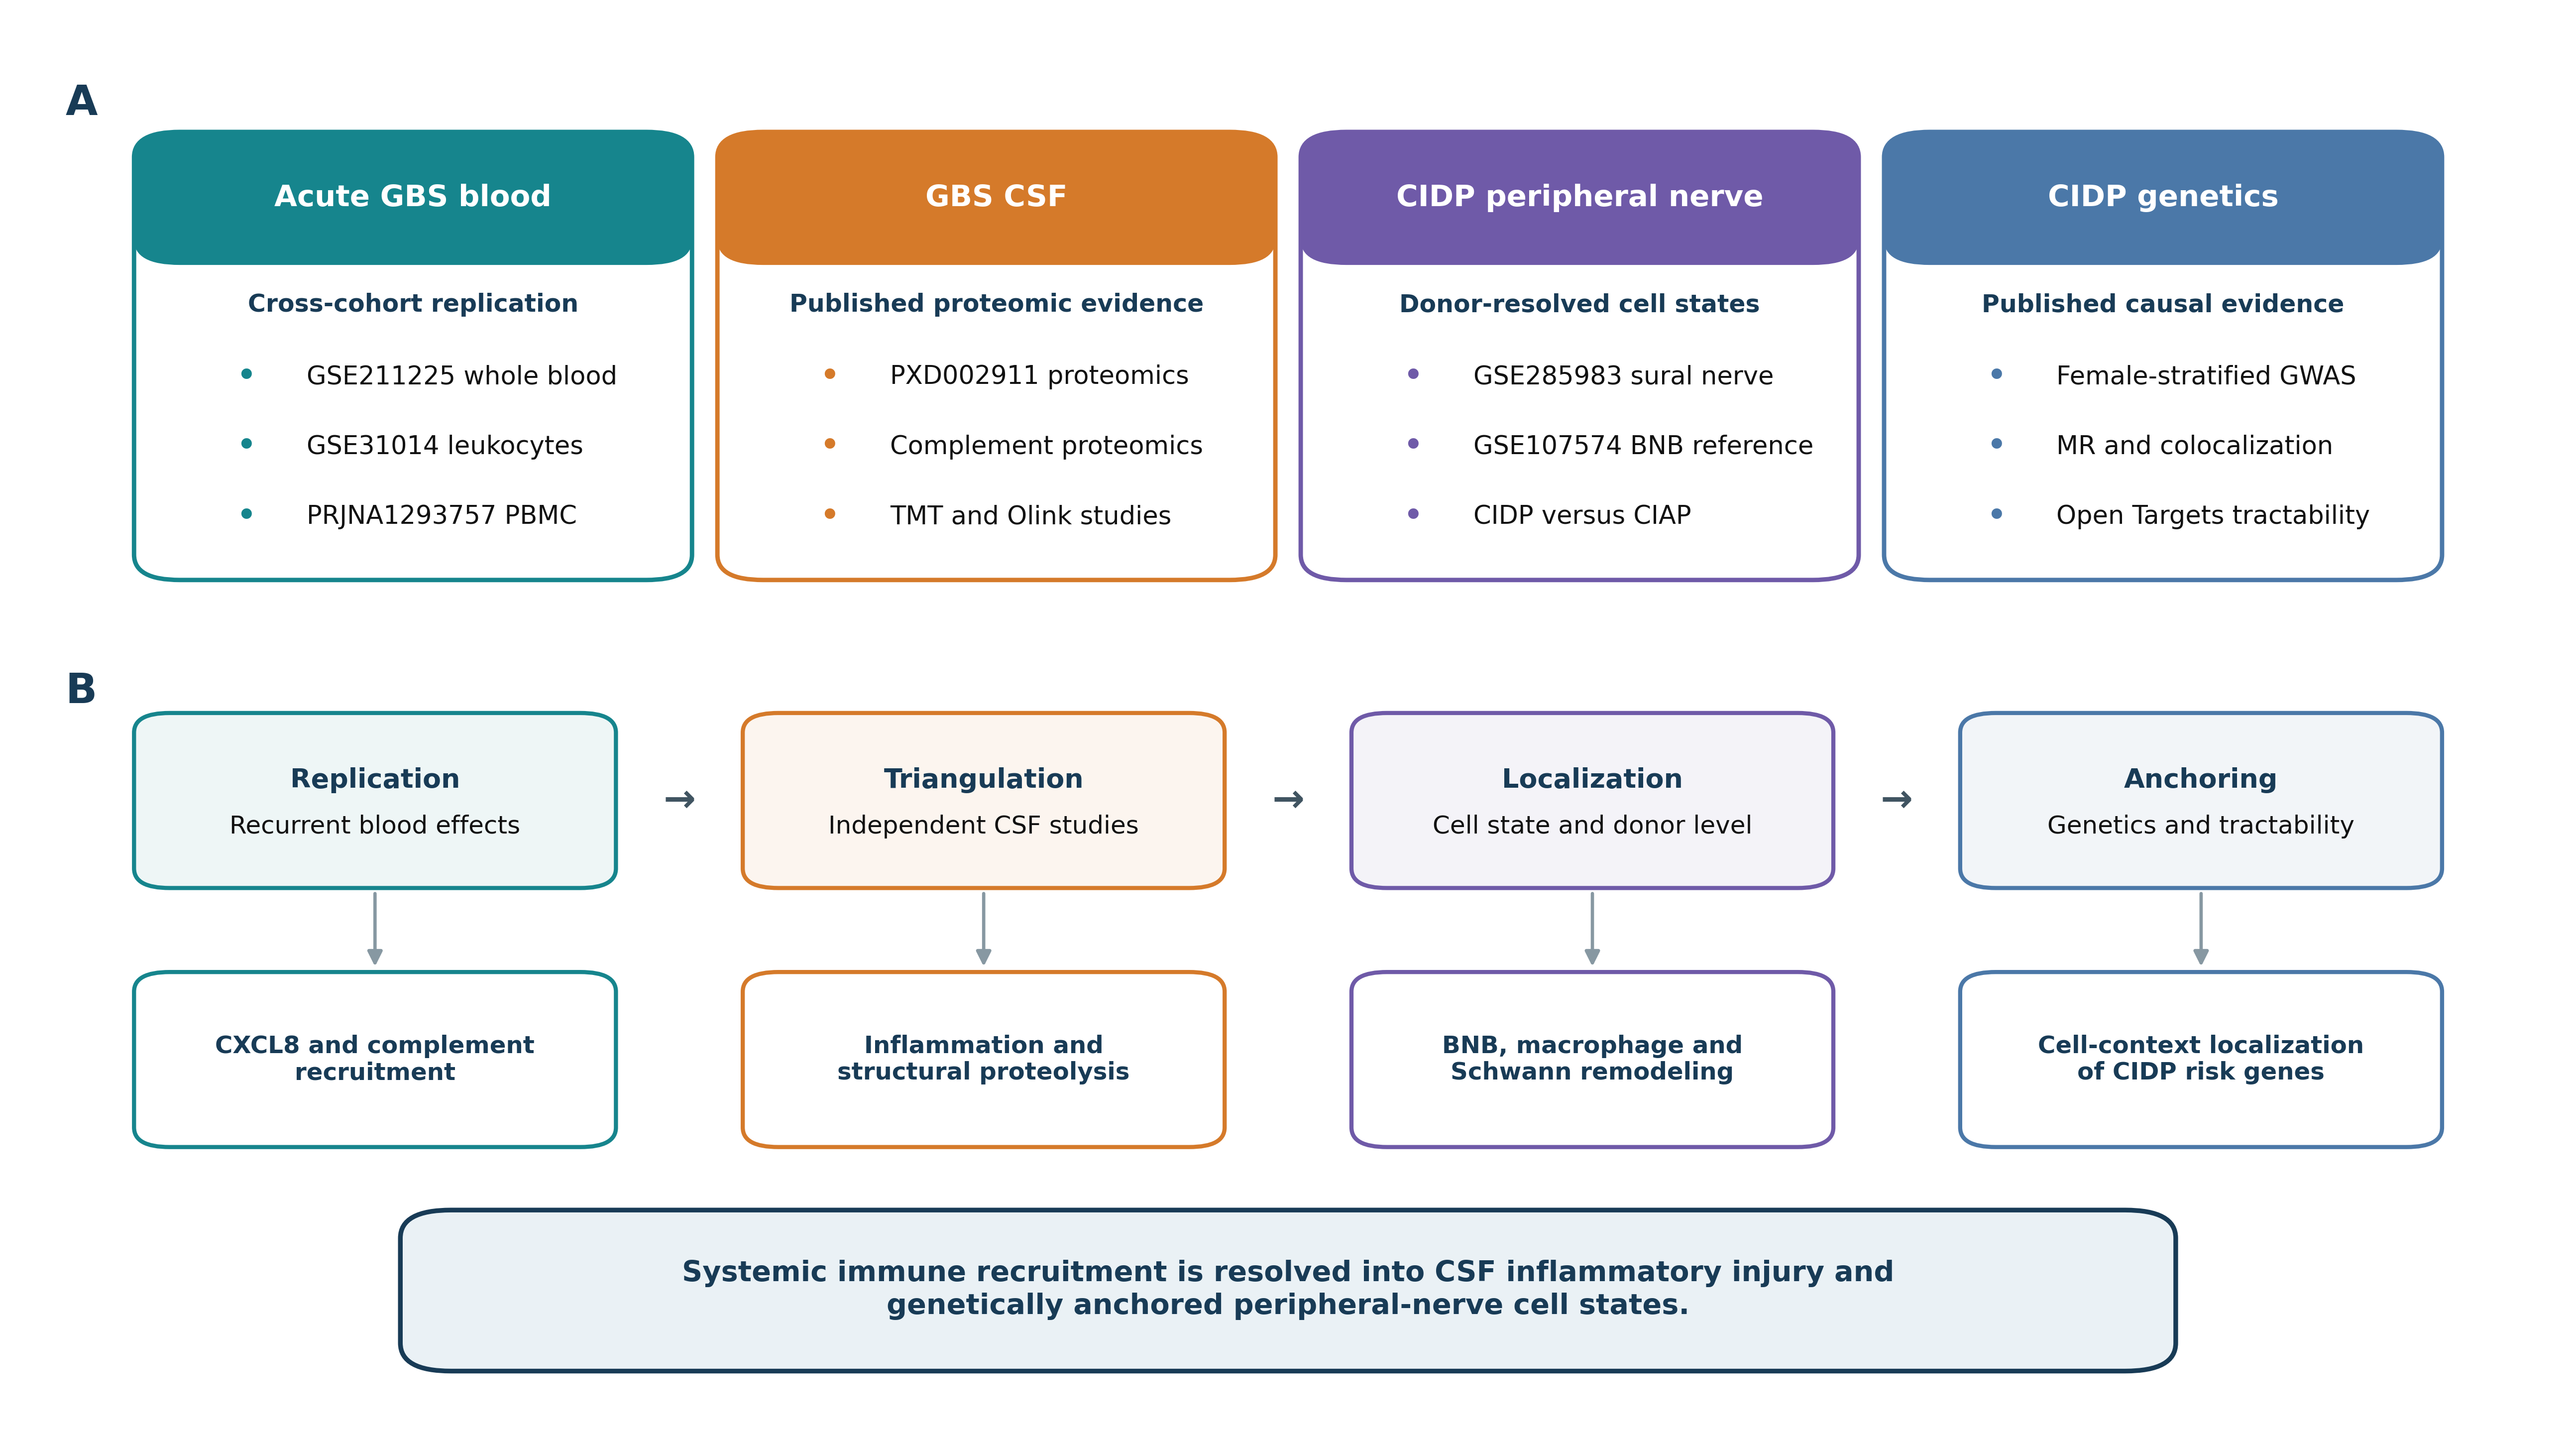 A
Acute GBS blood
Cross-cohort replication
• GSE211225 whole blood
• GSE31014 leukocytes
• PRJNA1293757 PBMC
GBS CSF
Published proteomic evidence
• PXD002911 proteomics
• Complement proteomics
• TMT and Olink studies
CIDP peripheral nerve
Donor-resolved cell states
• GSE285983 sural nerve
• GSE107574 BNB reference
• CIDP versus CIAP
CIDP genetics
Published causal evidence
• Female-stratified GWAS
• MR and colocalization
• Open Targets tractability
B
Replication
Recurrent blood effects
→
Triangulation
Independent CSF studies
→
Localization
Cell state and donor level
→
Anchoring
Genetics and tractability
CXCL8 and complement
recruitment
Inflammation and
structural proteolysis
BNB, macrophage and
Schwann remodeling
Cell-context localization
of CIDP risk genes
Systemic immune recruitment is resolved into CSF inflammatory injury and
genetically anchored peripheral-nerve cell states.